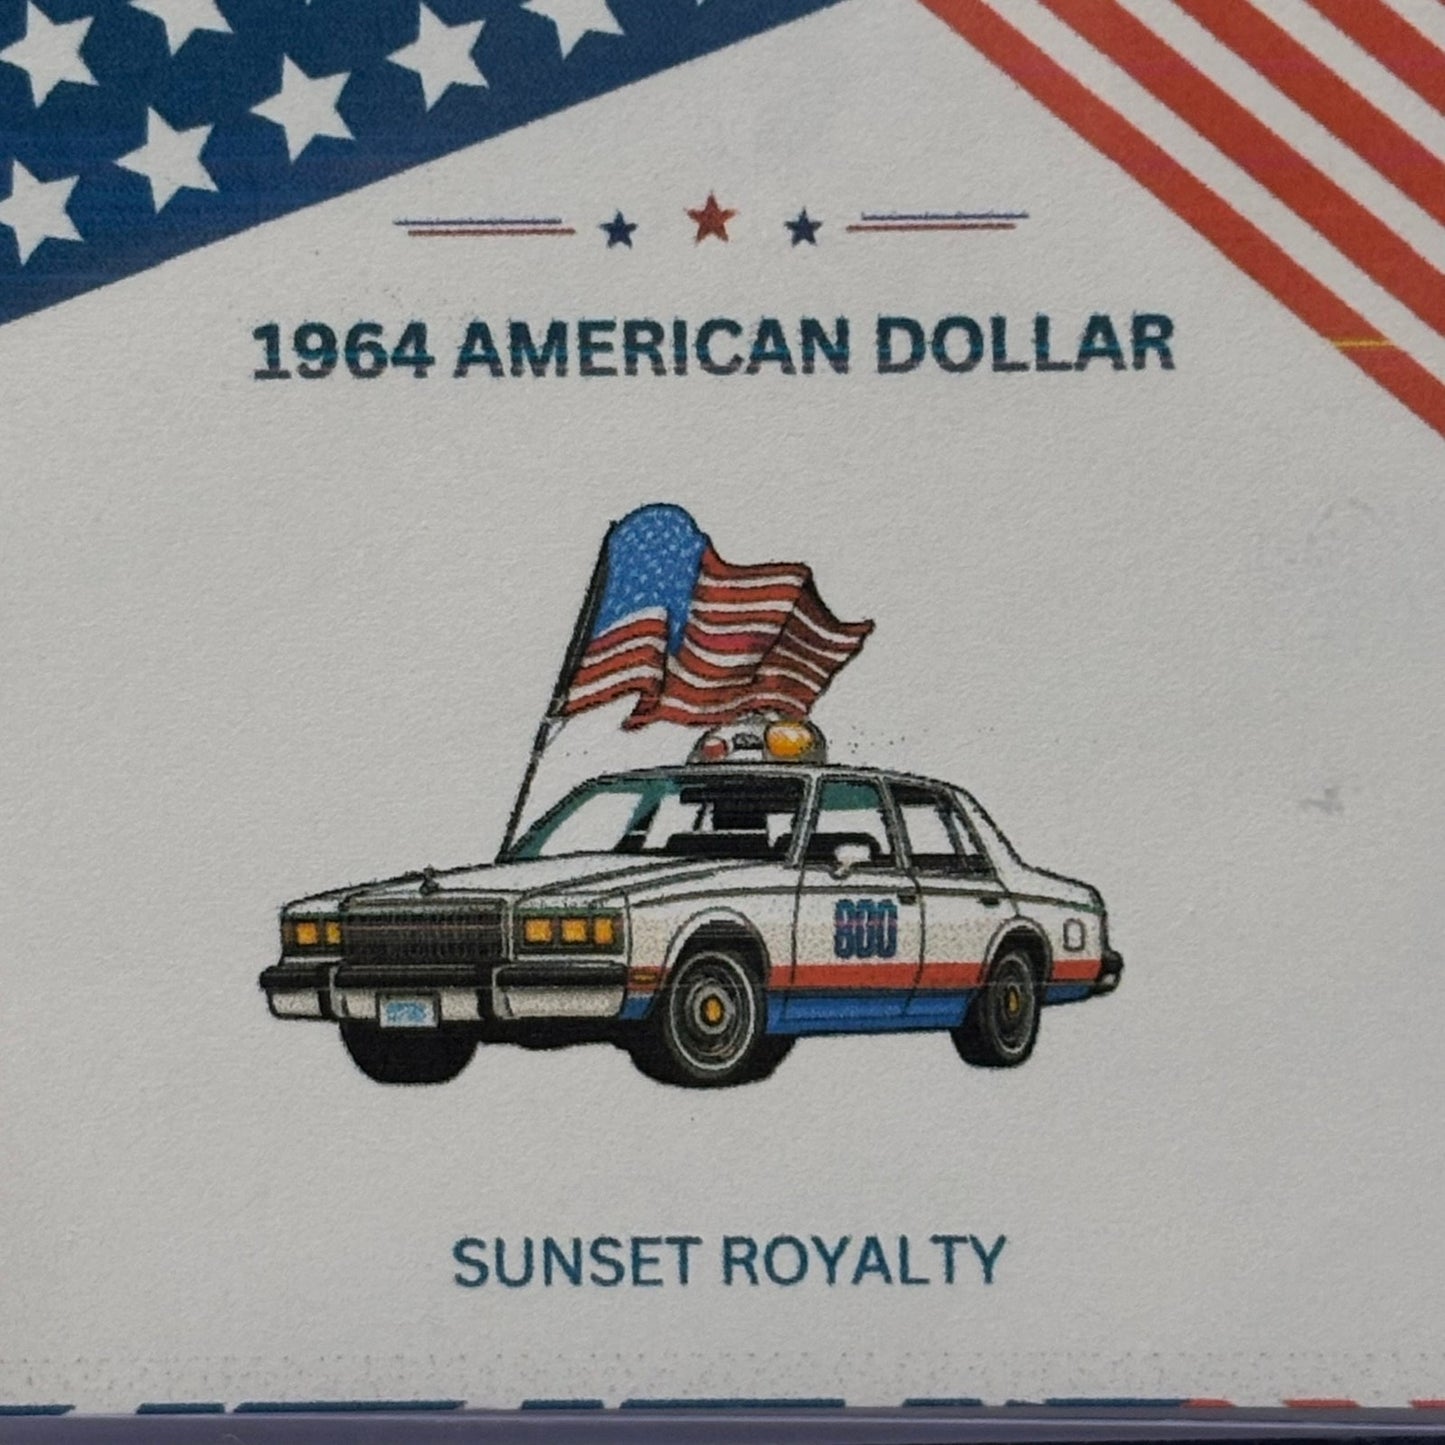 1964 AMERICAN DOLLAR
800
SUNSET ROYALTY